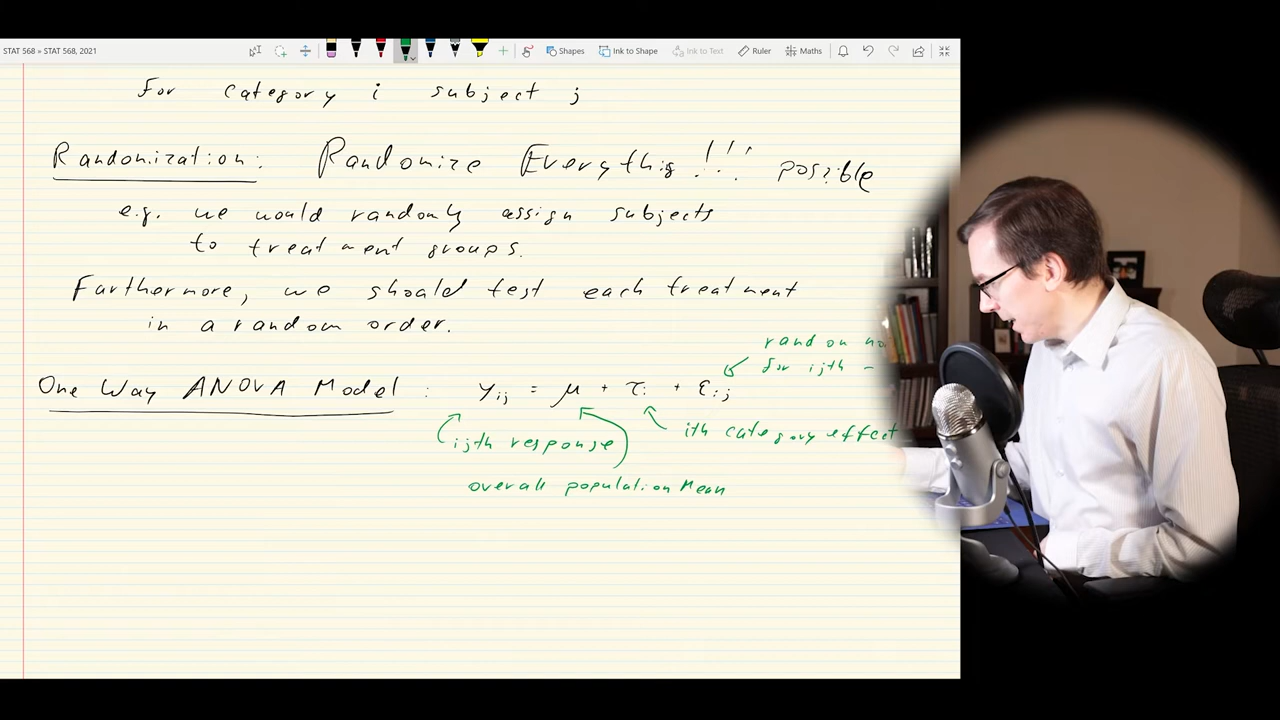 STAT 568 » STAT 568, 2021
Shapes
Ink to Shape
Ink to Text
Ruler
Maths
For category i subject j
Randomization: Randomize Everything!!! possible
e.g. we would randomly assign subjects
to treatment groups.
Furthermore, we should test each treatment
in a random order.
random
for ijth
One Way ANOVA Model : yij = μ + τi + εij
ith category effect
ijth response
overall population Mean